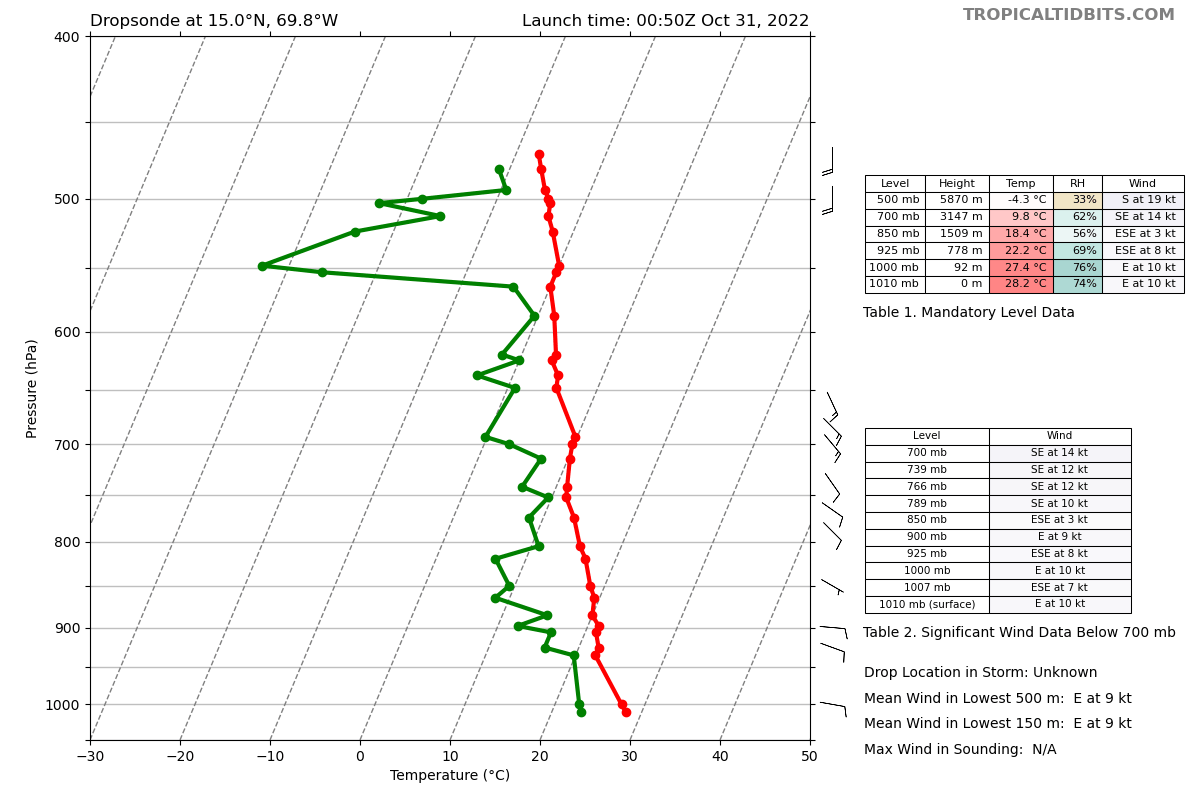 Dropsonde at 15.0°N, 69.8°W Launch time: 00:50Z Oct 31, 2022
TROPICALTIDBITS.COM
400
500
600
700
800
900
1000
Pressure (hPa)
−30 −20 −10 0 10 20 30 40 50
Temperature (°C)
Level Height Temp RH Wind
500 mb 5870 m -4.3 °C 33% S at 19 kt
700 mb 3147 m 9.8 °C 62% SE at 14 kt
850 mb 1509 m 18.4 °C 56% ESE at 3 kt
925 mb 778 m 22.2 °C 69% ESE at 8 kt
1000 mb 92 m 27.4 °C 76% E at 10 kt
1010 mb 0 m 28.2 °C 74% E at 10 kt
Table 1. Mandatory Level Data
Level Wind
700 mb SE at 14 kt
739 mb SE at 12 kt
766 mb SE at 12 kt
789 mb SE at 10 kt
850 mb ESE at 3 kt
900 mb E at 9 kt
925 mb ESE at 8 kt
1000 mb E at 10 kt
1007 mb ESE at 7 kt
1010 mb (surface) E at 10 kt
Table 2. Significant Wind Data Below 700 mb
Drop Location in Storm: Unknown
Mean Wind in Lowest 500 m: E at 9 kt
Mean Wind in Lowest 150 m: E at 9 kt
Max Wind in Sounding: N/A